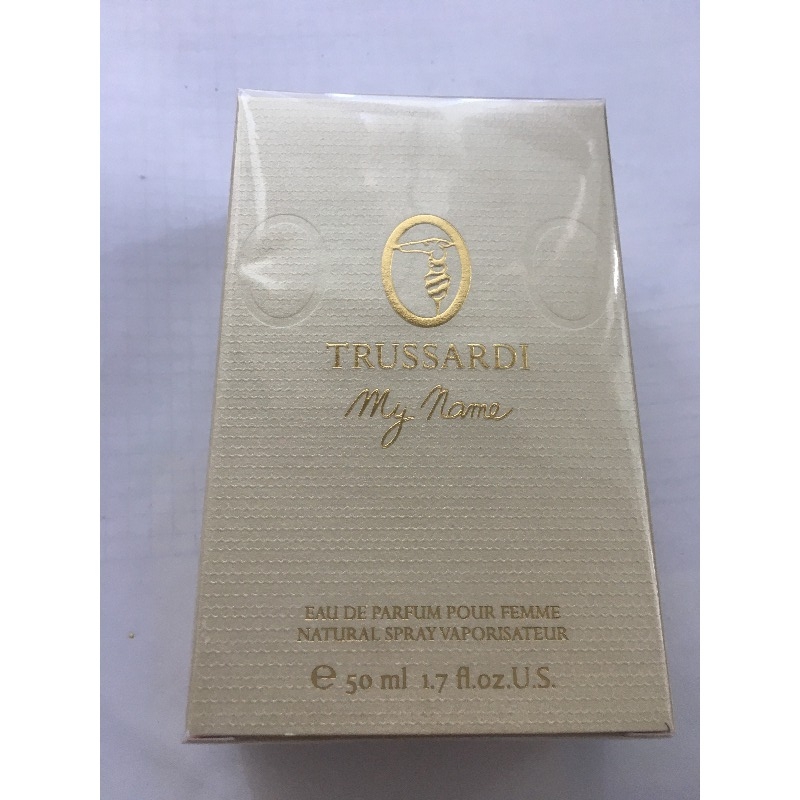 TRUSSARDI
My Name
EAU DE PARFUM POUR FEMME
NATURAL SPRAY VAPORISATEUR
℮ 50 ml 1.7 fl.oz.U.S.